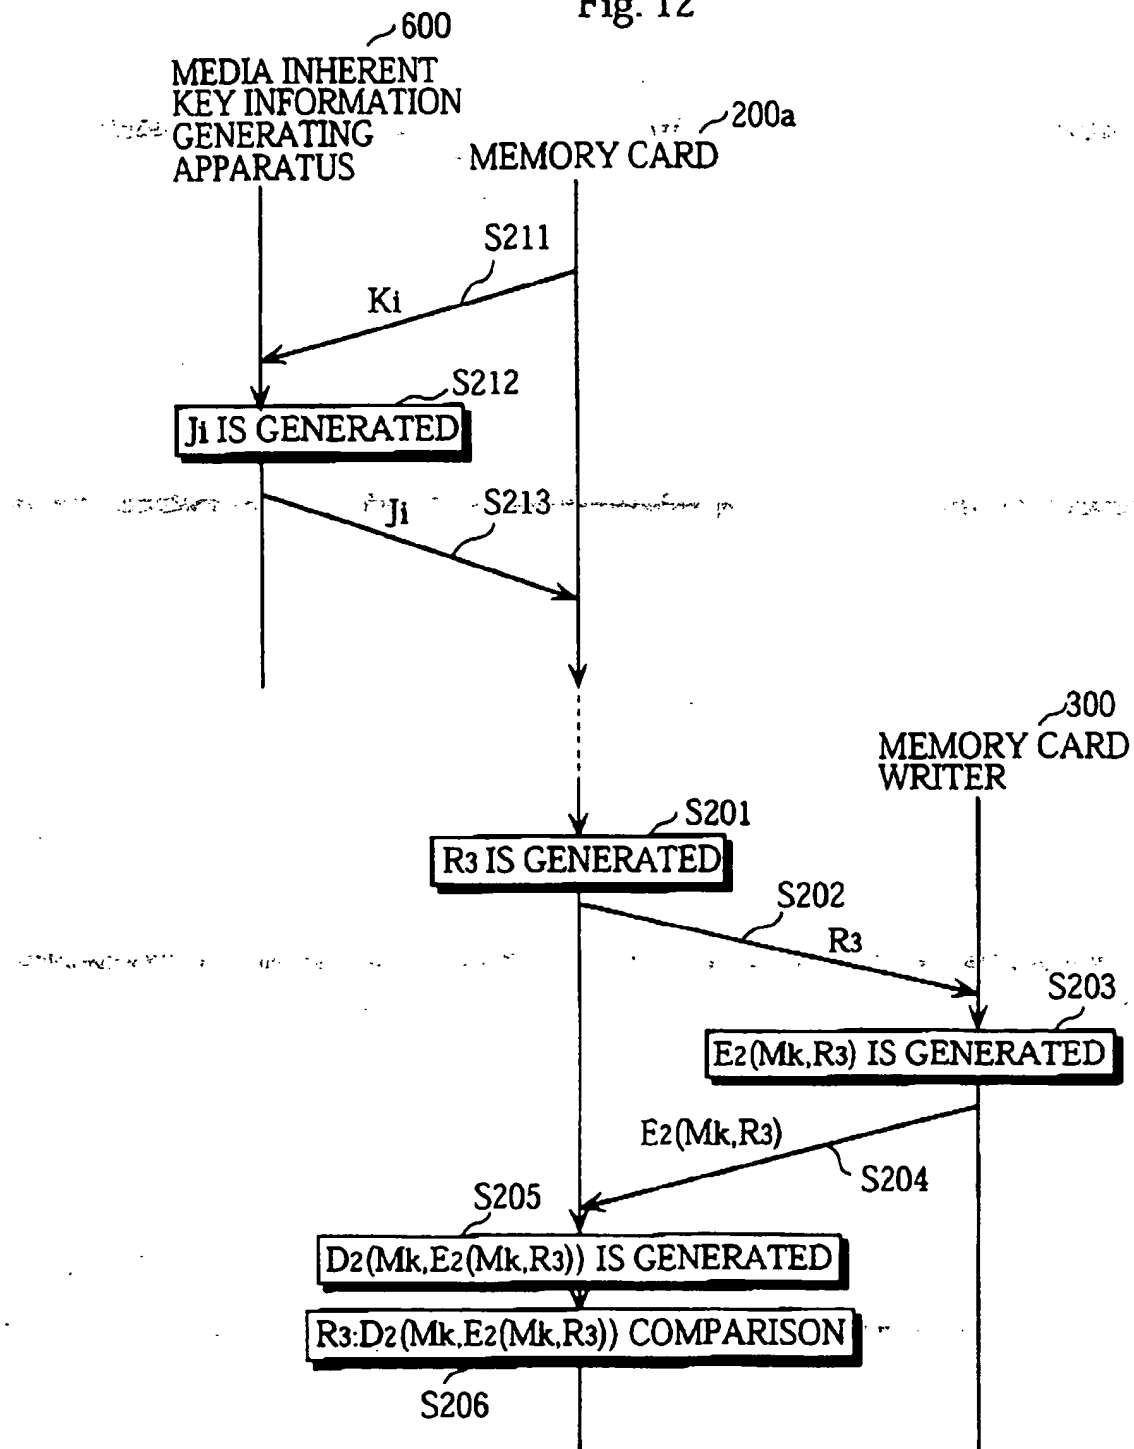 Fig. 12
600
MEDIA INHERENT
KEY INFORMATION
GENERATING
APPARATUS
200a
MEMORY CARD
S211
Ki
S212
Ji IS GENERATED
Ji
S213
300
MEMORY CARD
WRITER
S201
R3 IS GENERATED
S202
R3
S203
E2(Mk,R3) IS GENERATED
E2(Mk,R3)
S204
S205
D2(Mk,E2(Mk,R3)) IS GENERATED
R3:D2(Mk,E2(Mk,R3)) COMPARISON
S206